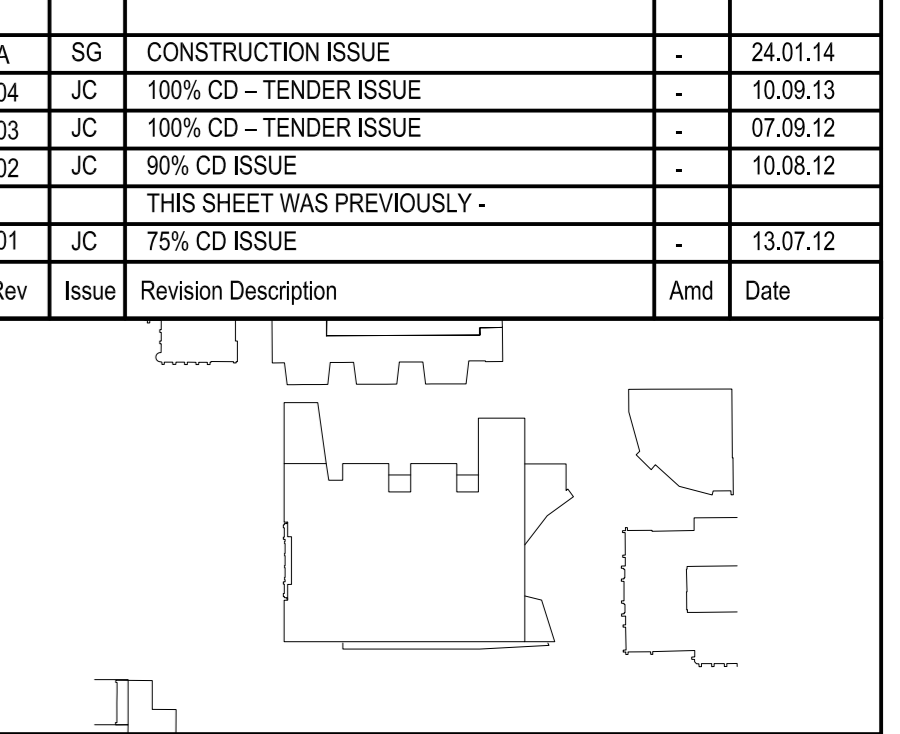 A SG CONSTRUCTION ISSUE - 24.01.14
04 JC 100% CD – TENDER ISSUE - 10.09.13
03 JC 100% CD – TENDER ISSUE - 07.09.12
02 JC 90% CD ISSUE - 10.08.12
THIS SHEET WAS PREVIOUSLY -
01 JC 75% CD ISSUE - 13.07.12
Rev Issue Revision Description Amd Date